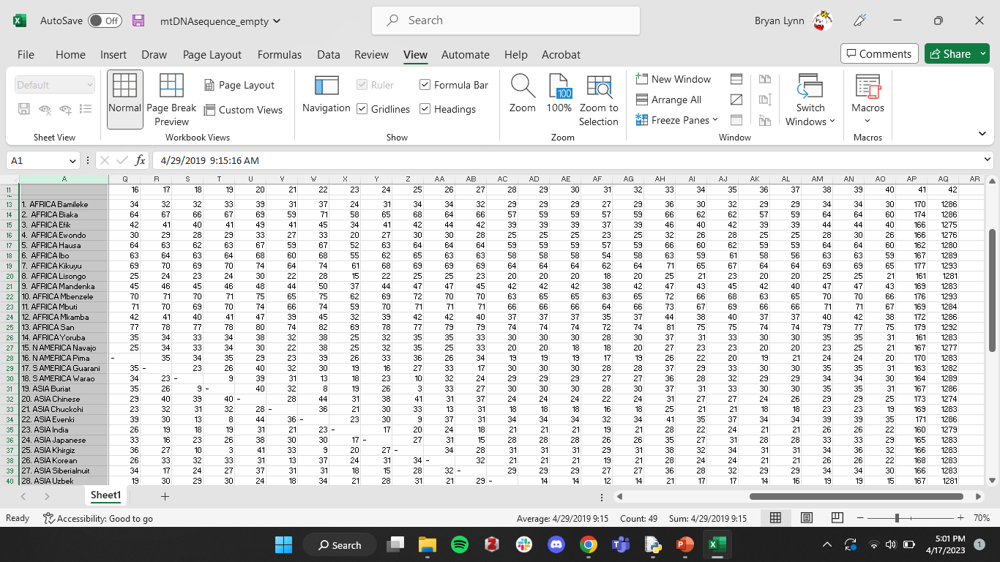 AutoSave Off mtDNAsequence_empty Search Bryan Lynn
File Home Insert Draw Page Layout Formulas Data Review View Automate Help Acrobat Comments Share
Default Normal Page Break Preview Page Layout Custom Views Navigation Ruler Gridlines Formula Bar Headings Zoom 100 100% Zoom to Selection New Window Arrange All Freeze Panes Switch Windows Macros
Sheet View Workbook Views Show Zoom Window Macros
A1 fx 4/29/2019 9:15:16 AM
A Q R S T U V W X Y Z AA AB AC AD AE AF AG AH AI AJ AK AL AM AN AO AP AQ AR
11 16 17 18 19 20 21 22 23 24 25 26 27 28 29 30 31 32 33 34 35 36 37 38 39 40 41 42
13 1. AFRICA Bamileke 34 32 32 33 39 31 37 24 31 34 34 32 29 29 29 27 29 36 30 32 29 29 34 34 30 170 1286
14 2. AFRICA Biaka 64 67 66 67 69 59 71 58 65 68 64 66 57 59 59 57 59 66 62 62 57 59 64 64 60 174 1286
15 3. AFRICA Efik 42 41 40 41 49 41 45 34 41 42 44 42 39 39 39 37 39 46 40 42 39 39 44 44 40 166 1275
16 4. AFRICA Ewondo 30 29 28 29 33 27 33 20 27 30 30 28 25 25 25 23 25 32 26 28 25 25 28 30 26 167 1276
17 5. AFRICA Hausa 64 63 62 63 67 59 67 52 63 64 64 64 59 59 59 57 59 66 60 62 59 59 64 64 60 162 1280
18 6. AFRICA Ibo 63 64 63 64 68 60 68 55 62 65 63 63 58 58 58 54 58 63 59 61 58 56 63 63 59 167 1289
19 7. AFRICA Kikuyu 69 70 69 70 74 64 74 61 68 69 69 69 64 64 64 62 64 71 65 67 64 64 69 69 65 177 1293
20 8. AFRICA Lisongo 25 24 23 24 30 22 28 15 22 25 25 23 20 20 20 18 20 25 21 23 20 20 25 25 21 161 1281
21 9. AFRICA Mandenka 45 46 45 46 48 44 50 37 44 47 47 45 42 42 42 38 42 47 43 45 42 40 47 47 43 169 1283
22 10. AFRICA Mbenzele 70 71 70 71 75 65 75 62 69 72 70 70 63 65 65 63 65 72 66 68 63 65 70 70 66 176 1293
23 11. AFRICA Mbuti 71 70 69 70 74 66 74 59 70 71 71 71 66 66 66 64 66 73 67 69 66 66 71 71 67 169 1284
24 12. AFRICA Mkamba 42 41 40 41 47 39 45 32 39 42 42 40 37 37 37 35 37 44 38 40 37 37 40 42 38 172 1286
25 13. AFRICA San 77 78 77 78 80 74 82 69 78 77 79 79 74 74 74 72 74 81 75 75 74 74 79 77 75 179 1292
26 14. AFRICA Yoruba 35 34 33 34 38 32 38 25 32 35 35 33 30 30 30 28 30 37 31 33 30 30 35 35 31 161 1283
27 15. N AMERICA Navajo 25 34 33 34 30 22 38 25 32 35 25 33 20 20 18 18 20 27 23 21 20 20 23 25 21 167 1277
28 16. N AMERICA Pima - 35 34 35 29 23 39 26 33 36 26 34 19 19 19 17 19 26 22 20 19 21 24 24 20 170 1283
29 17. S AMERICA Guarani 35 - 23 26 40 32 30 19 16 27 33 17 30 30 30 28 28 37 29 33 30 30 35 35 31 163 1286
30 18. S AMERICA Warao 34 23 - 9 39 31 13 18 23 10 32 24 29 29 29 27 27 36 28 32 29 29 34 34 30 164 1289
31 19. ASIA Buriat 35 26 9 - 40 32 8 19 26 3 33 27 30 30 30 28 30 37 31 33 30 30 35 35 31 167 1286
32 20. ASIA Chinese 29 40 39 40 - 28 44 31 38 41 31 37 24 24 24 22 24 31 27 27 24 26 29 29 25 173 1274
33 21. ASIA Chuckchi 23 32 31 32 28 - 36 21 30 33 13 31 18 18 18 16 18 25 21 21 18 18 23 23 19 169 1283
34 22. ASIA Evenki 39 30 13 8 44 36 - 23 30 9 37 31 34 34 34 32 34 41 35 37 34 34 39 39 35 171 1286
35 23. ASIA India 26 19 18 19 31 21 23 - 17 20 24 18 21 21 21 19 21 28 22 24 21 21 26 26 22 160 1279
36 24. ASIA Japanese 33 16 23 26 38 30 30 17 - 27 31 15 28 28 28 26 26 35 27 31 28 28 33 33 29 165 1283
37 25. ASIA Khirgiz 36 27 10 3 41 33 9 20 27 - 34 28 31 31 31 29 31 38 32 34 31 31 34 36 32 168 1283
38 26. ASIA Korean 26 33 32 33 31 13 37 24 31 34 - 32 21 21 21 19 21 28 24 24 21 21 26 26 22 168 1283
39 27. ASIA SiberiaInuit 34 17 24 27 37 31 31 18 15 28 32 - 29 29 29 27 27 36 28 32 29 29 34 34 30 166 1283
40 28. ASIA Uzbek 19 30 29 30 24 18 34 21 28 31 21 29 - 14 14 12 14 21 17 17 14 16 19 19 15 167 1281
Sheet1
Ready Accessibility: Good to go Average: 4/29/2019 9:15 Count: 49 Sum: 4/29/2019 9:15 70%
Search 5:01 PM
4/17/2023 1